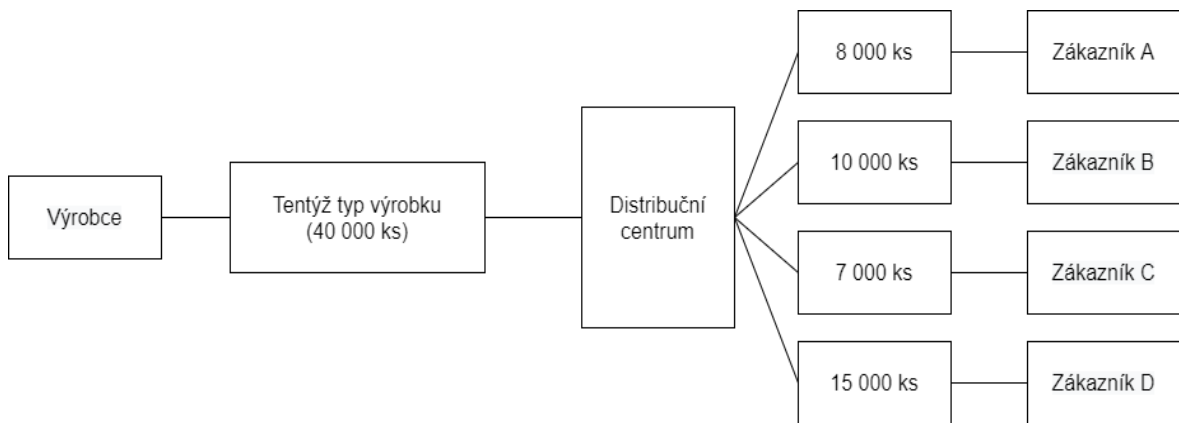 Výrobce
Tentýž typ výrobku
(40 000 ks)
Distribuční
centrum
8 000 ks
Zákazník A
10 000 ks
Zákazník B
7 000 ks
Zákazník C
15 000 ks
Zákazník D